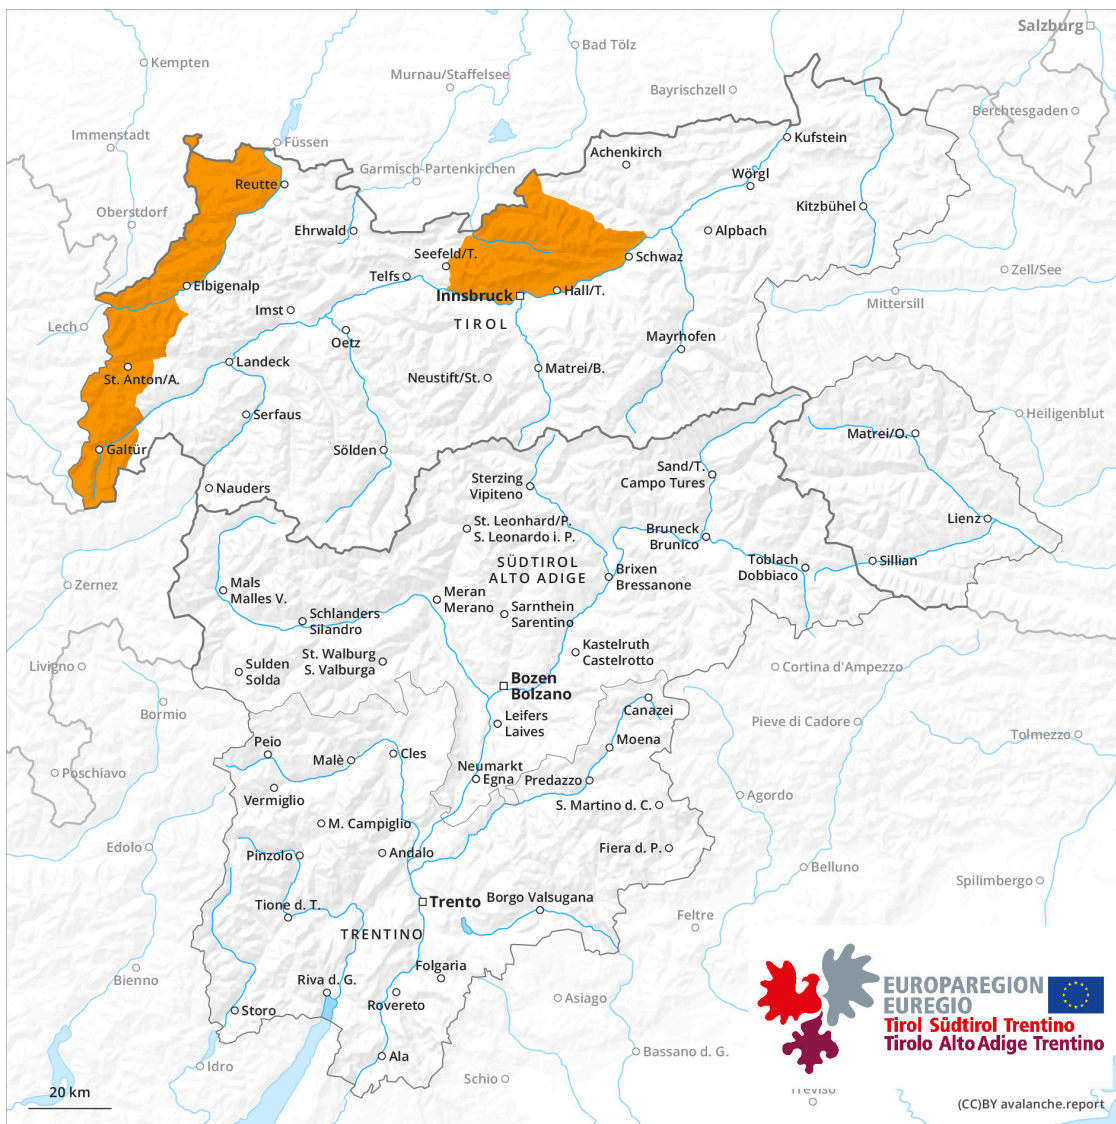 Salzburg
Bad Tölz
Kempten
Murnau/Staffelsee
Bayrischzell
Berchtesgaden
Immenstadt
Füssen
Kufstein
Achenkirch
Garmisch-Partenkirchen
Wörgl
Reutte
Oberstdorf
Kitzbühel
Ehrwald
Alpbach
Seefeld/T.
Schwaz
Zell/See
Telfs
Elbigenalp
Hall/T.
Innsbruck
Mittersill
Imst
TIROL
Lech
Oetz
Mayrhofen
Landeck
Matrei/B.
St. Anton/A.
Neustift/St.
Serfaus
Heiligenblut
Matrei/O.
Galtür
Sölden
Sand/T.
Campo Tures
Sterzing
Vipiteno
Nauders
Lienz
St. Leonhard/P.
S. Leonardo i. P.
Bruneck
Brunico
SÜDTIROL
ALTO ADIGE
Toblach
Dobbiaco
Sillian
Brixen
Bressanone
Zernez
Mals
Malles V.
Meran
Merano
Sarnthein
Sarentino
Schlanders
Silandro
Kastelruth
Castelrotto
St. Walburg
S. Valburga
Livigno
Sulden
Solda
Cortina d'Ampezzo
Bozen
Bolzano
Bormio
Canazei
Leifers
Laives
Pieve di Cadore
Tolmezzo
Peio
Moena
Cles
Malè
Neumarkt
Egna
Predazzo
Poschiavo
Vermiglio
Agordo
S. Martino d. C.
M. Campiglio
Edolo
Pinzolo
Andalo
Fiera d. P.
Belluno
Spilimbergo
Trento
Borgo Valsugana
Tione d. T.
Feltre
TRENTINO
Folgaria
Bienno
Riva d. G.
Rovereto
Asiago
Storo
EUROPAREGION
EUREGIO
Tirol Südtirol Trentino
Tirolo Alto Adige Trentino
Ala
Bassano d. G.
Idro
Schio
Treviso
20 km
(CC)BY avalanche.report